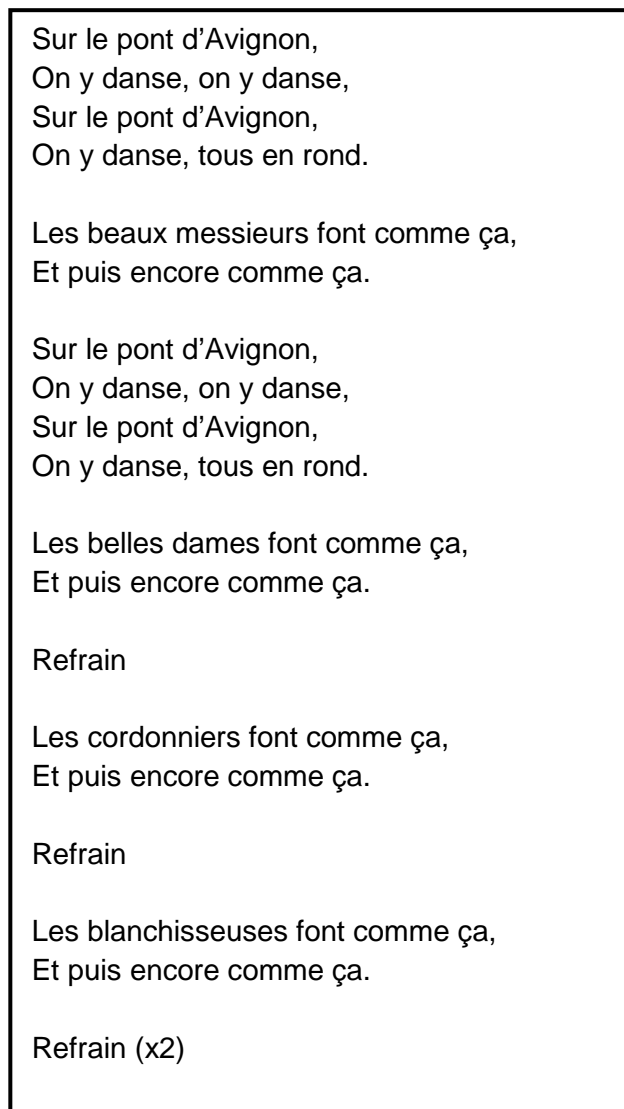 Sur le pont d’Avignon,
On y danse, on y danse,
Sur le pont d’Avignon,
On y danse, tous en rond.
Les beaux messieurs font comme ça,
Et puis encore comme ça.
Sur le pont d’Avignon,
On y danse, on y danse,
Sur le pont d’Avignon,
On y danse, tous en rond.
Les belles dames font comme ça,
Et puis encore comme ça.
Refrain
Les cordonniers font comme ça,
Et puis encore comme ça.
Refrain
Les blanchisseuses font comme ça,
Et puis encore comme ça.
Refrain (x2)